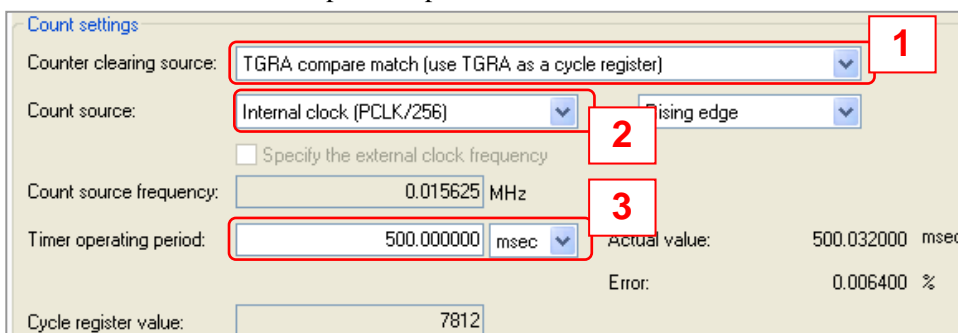 Count settings
1
Counter clearing source: TGRA compare match (use TGRA as a cycle register)
Count source: Internal clock (PCLK/256) Rising edge
2
Specify the external clock frequency
Count source frequency: 0.015625 MHz
3
Timer operating period: 500.000000 msec Actual value: 500.032000 msec
Error: 0.006400 %
Cycle register value: 7812